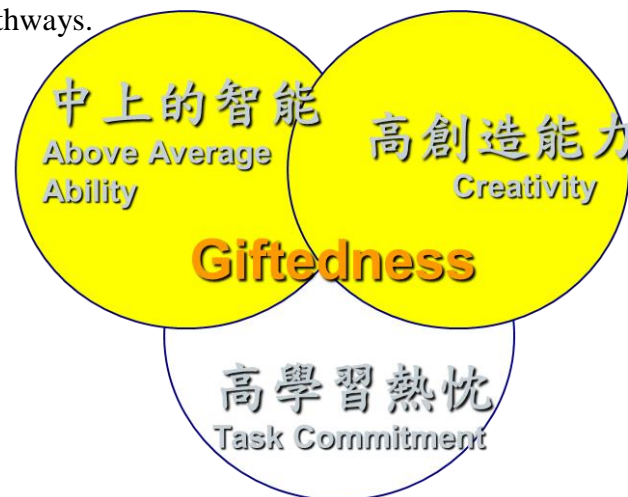 thways.
中上的智能
Above Average
Ability
高創造能力
Creativity
Giftedness
高學習熱忱
Task Commitment